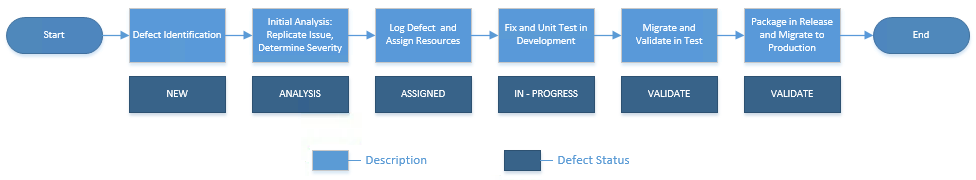 Start
Defect Identification
Initial Analysis:
Replicate Issue,
Determine Severity
Log Defect and
Assign Resources
Fix and Unit Test in
Development
Migrate and
Validate in Test
Package in Release
and Migrate to
Production
End
NEW
ANALYSIS
ASSIGNED
IN - PROGRESS
VALIDATE
VALIDATE
Description
Defect Status